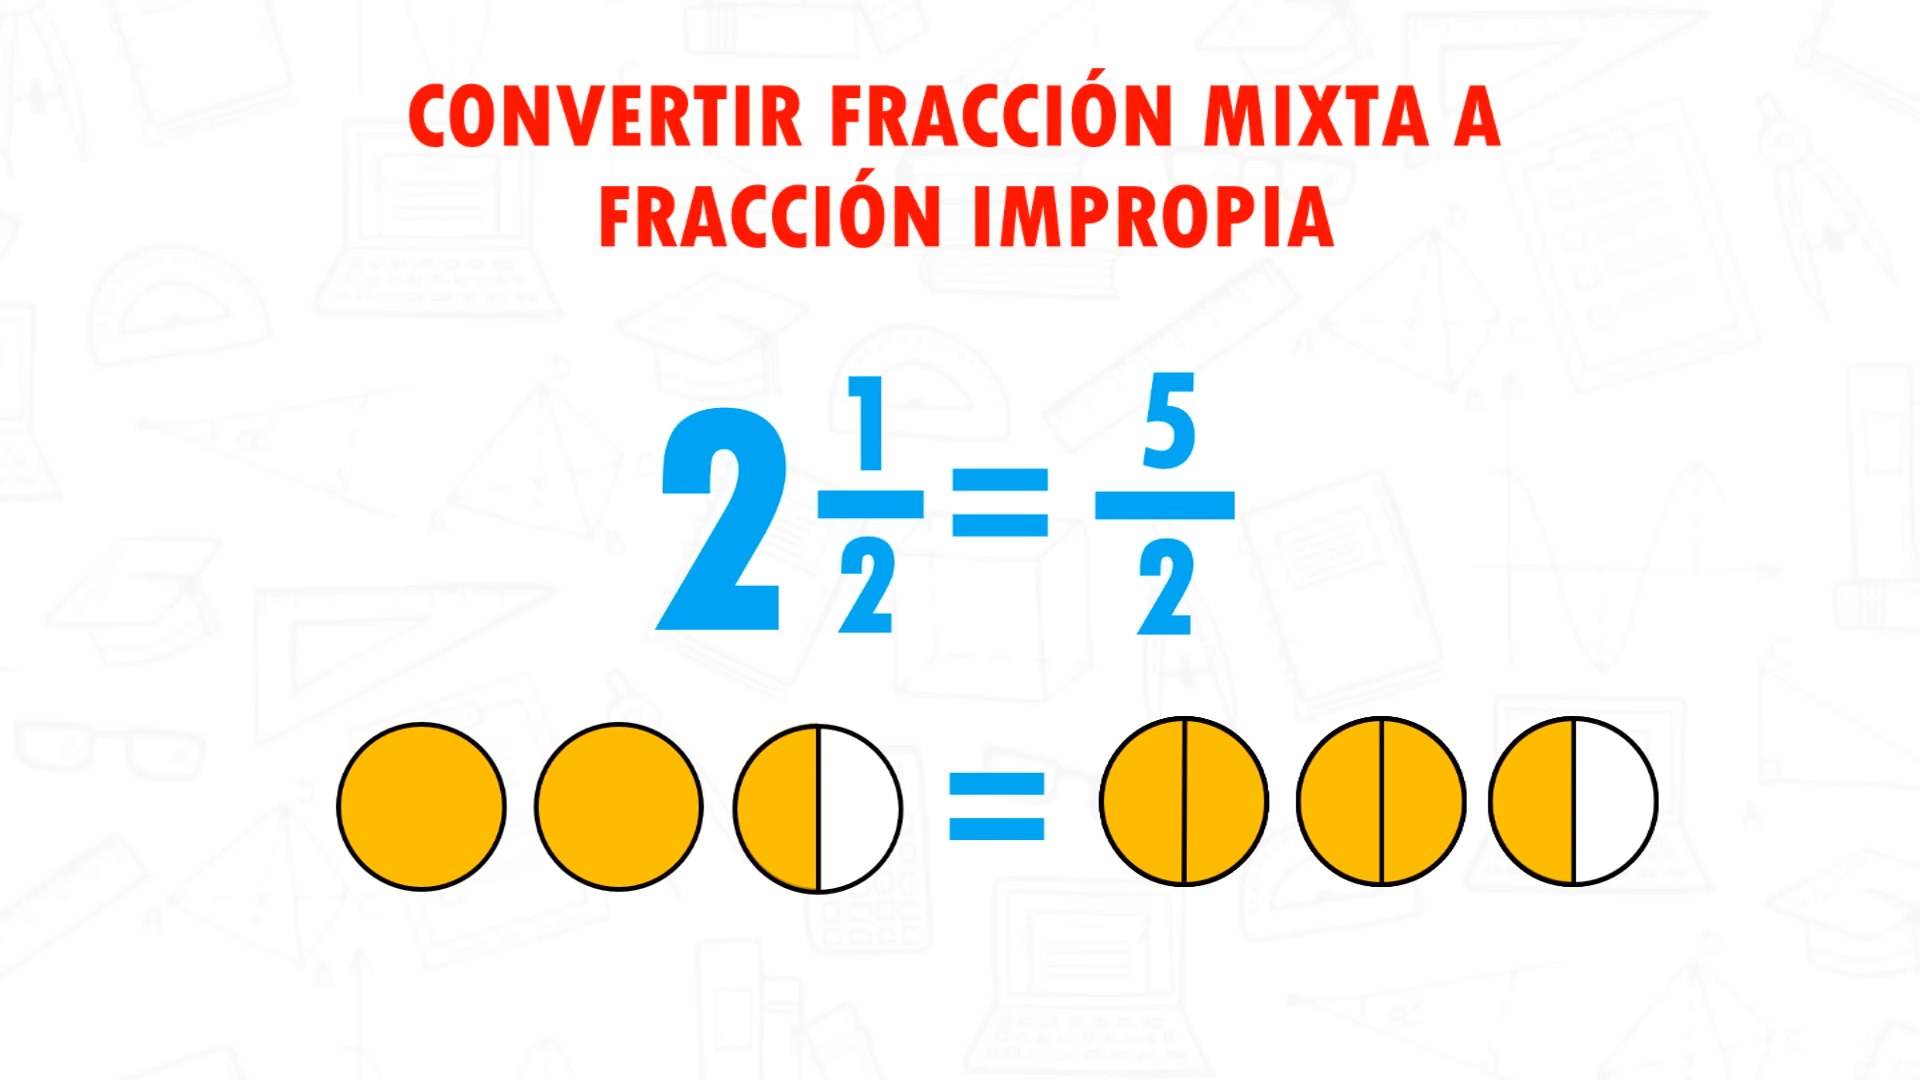 CONVERTIR FRACCIÓN MIXTA A
FRACCIÓN IMPROPIA
2 1/2 = 5/2
=